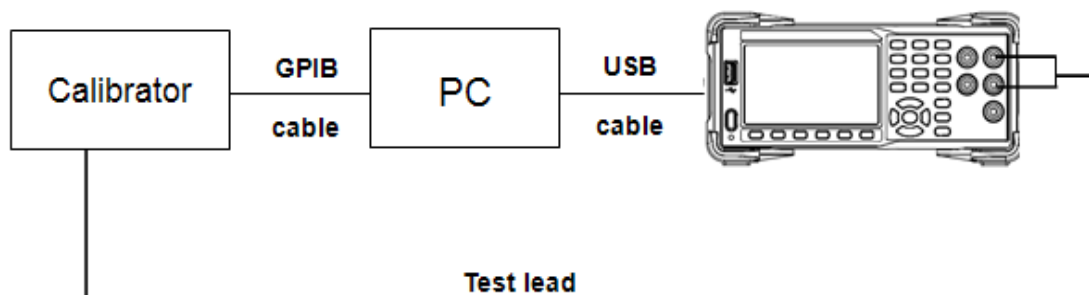 Calibrator
GPIB
cable
PC
USB
cable
Test lead